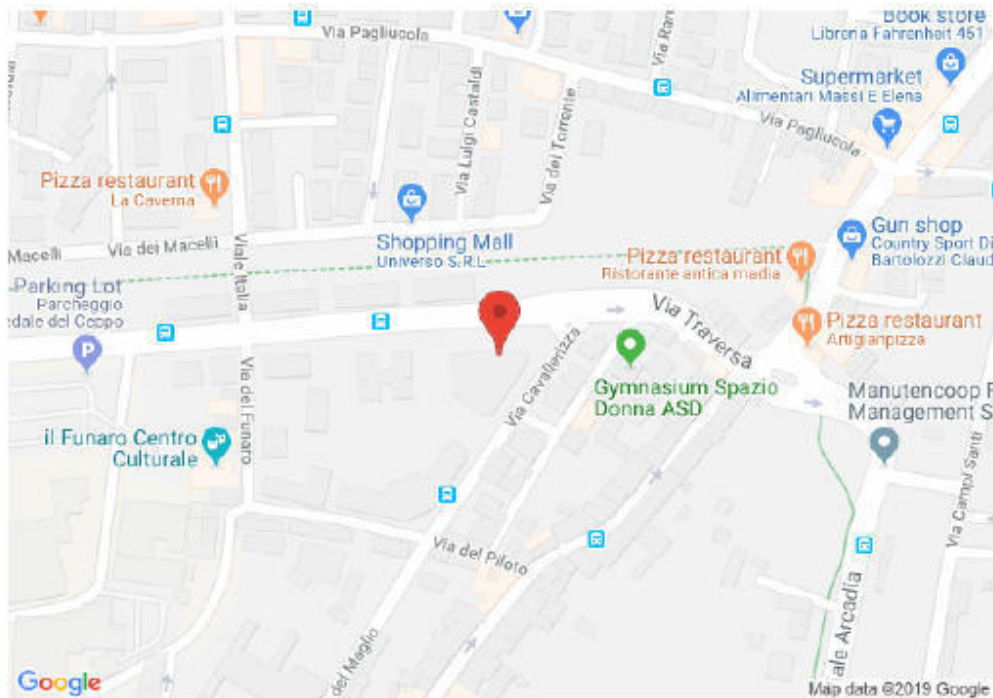 Book store
Libreria Fahrenheit 451
Via Pagliucola
Supermarket
Alimentari Massi E Elena
Via Luigi Castaldi
Via del Torrente
Via Pagliucola
Pizza restaurant
La Caverna
Gun shop
Country Sport Di
Bartolozzi Claud
Macelli
Via dei Macelli
Viale Italia
Shopping Mall
Universo S.R.L
Pizza restaurant
Ristorante antica madia
Parking Lot
Parcheggio
edale del Ceppo
P
Via Traversa
Pizza restaurant
Artigianpizza
Via del Funaro
Via Cavallerizza
Gymnasium Spazio
Donna ASD
Manutencoop F
Management S
il Funaro Centro
Culturale
Via Campi Santi
Via del Piloto
del Maglio
ale Arcadia
Google
Map data ©2019 Google